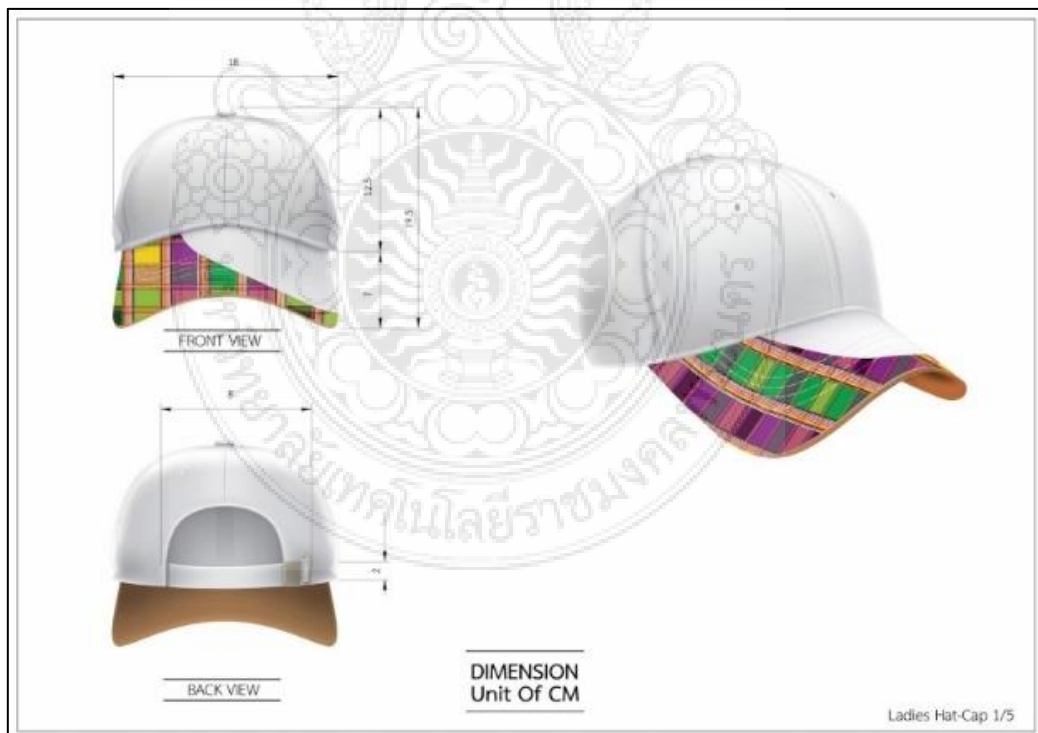 18
12.5
19.5
7
FRONT VIEW
8
2
BACK VIEW
DIMENSION
Unit Of CM
Ladies Hat-Cap 1/5